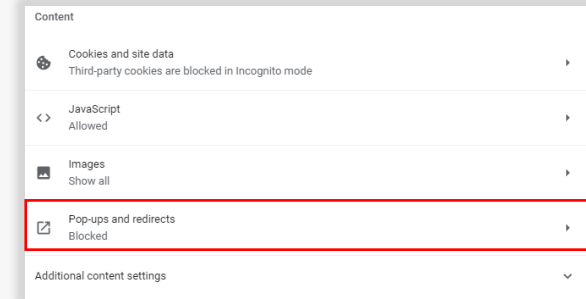 Content
Cookies and site data
Third-party cookies are blocked in Incognito mode
JavaScript
Allowed
Images
Show all
Pop-ups and redirects
Blocked
Additional content settings